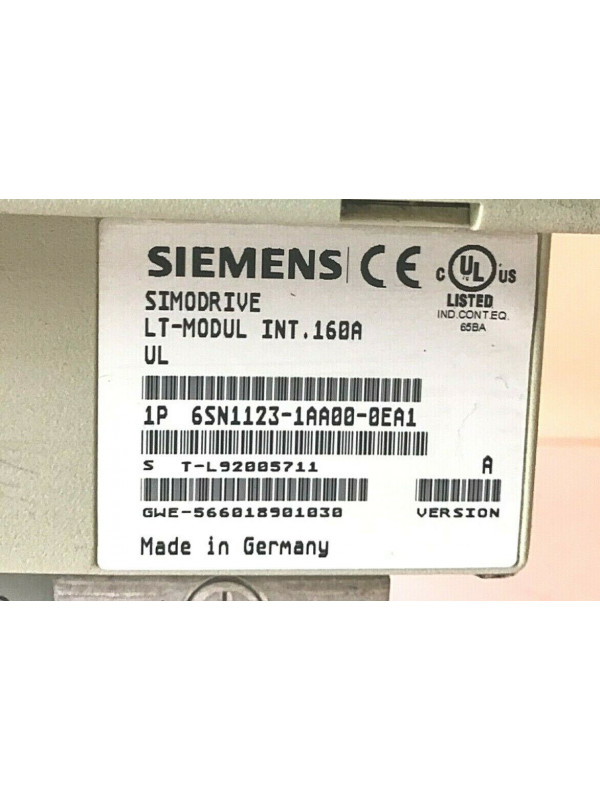 SIEMENS CE
C UL US
LISTED
IND.CONT.EQ.
65BA
SIMODRIVE
LT-MODUL INT.160A
UL
1P 6SN1123-1AA00-0EA1
S T-L92005711 A
GWE-566018901030 VERSION
Made in Germany